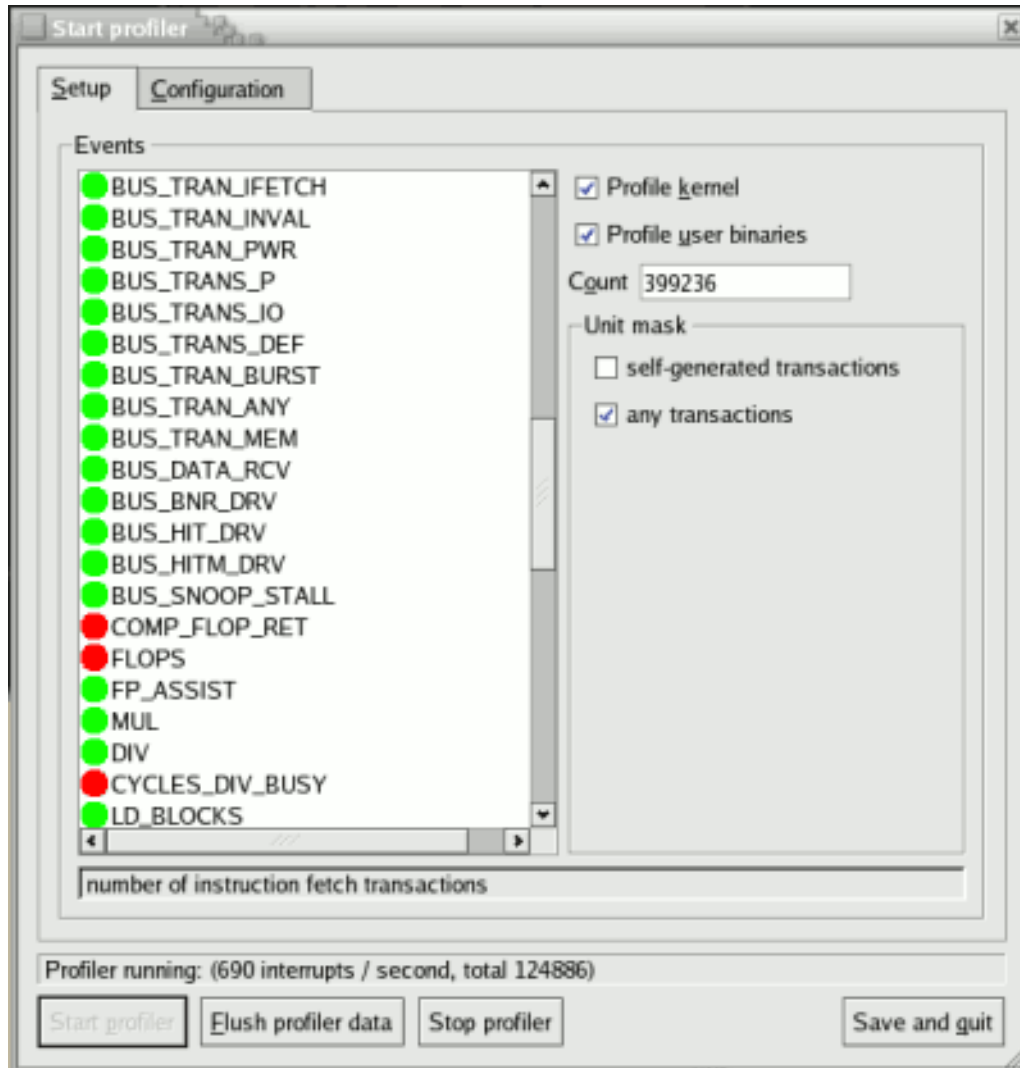 Start profiler
Setup
Configuration
Events
BUS_TRAN_IFETCH
BUS_TRAN_INVAL
BUS_TRAN_PWR
BUS_TRANS_P
BUS_TRANS_IO
BUS_TRANS_DEF
BUS_TRAN_BURST
BUS_TRAN_ANY
BUS_TRAN_MEM
BUS_DATA_RCV
BUS_BNR_DRV
BUS_HIT_DRV
BUS_HITM_DRV
BUS_SNOOP_STALL
COMP_FLOP_RET
FLOPS
FP_ASSIST
MUL
DIV
CYCLES_DIV_BUSY
LD_BLOCKS
Profile kernel
Profile user binaries
Count 399236
Unit mask
self-generated transactions
any transactions
number of instruction fetch transactions
Profiler running: (690 interrupts / second, total 124886)
Start profiler
Flush profiler data
Stop profiler
Save and quit